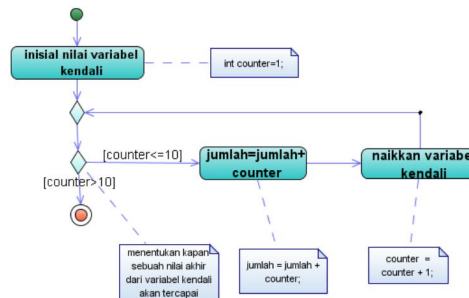 inisial nilai variabel
kendali
int counter=1;
[counter<=10]
jumlah=jumlah+
counter
naikkan variabel
kendali
[counter>10]
menentukan kapan
sebuah nilai akhir
dari variabel kendali
akan tercapai
jumlah = jumlah +
counter;
counter =
counter + 1;